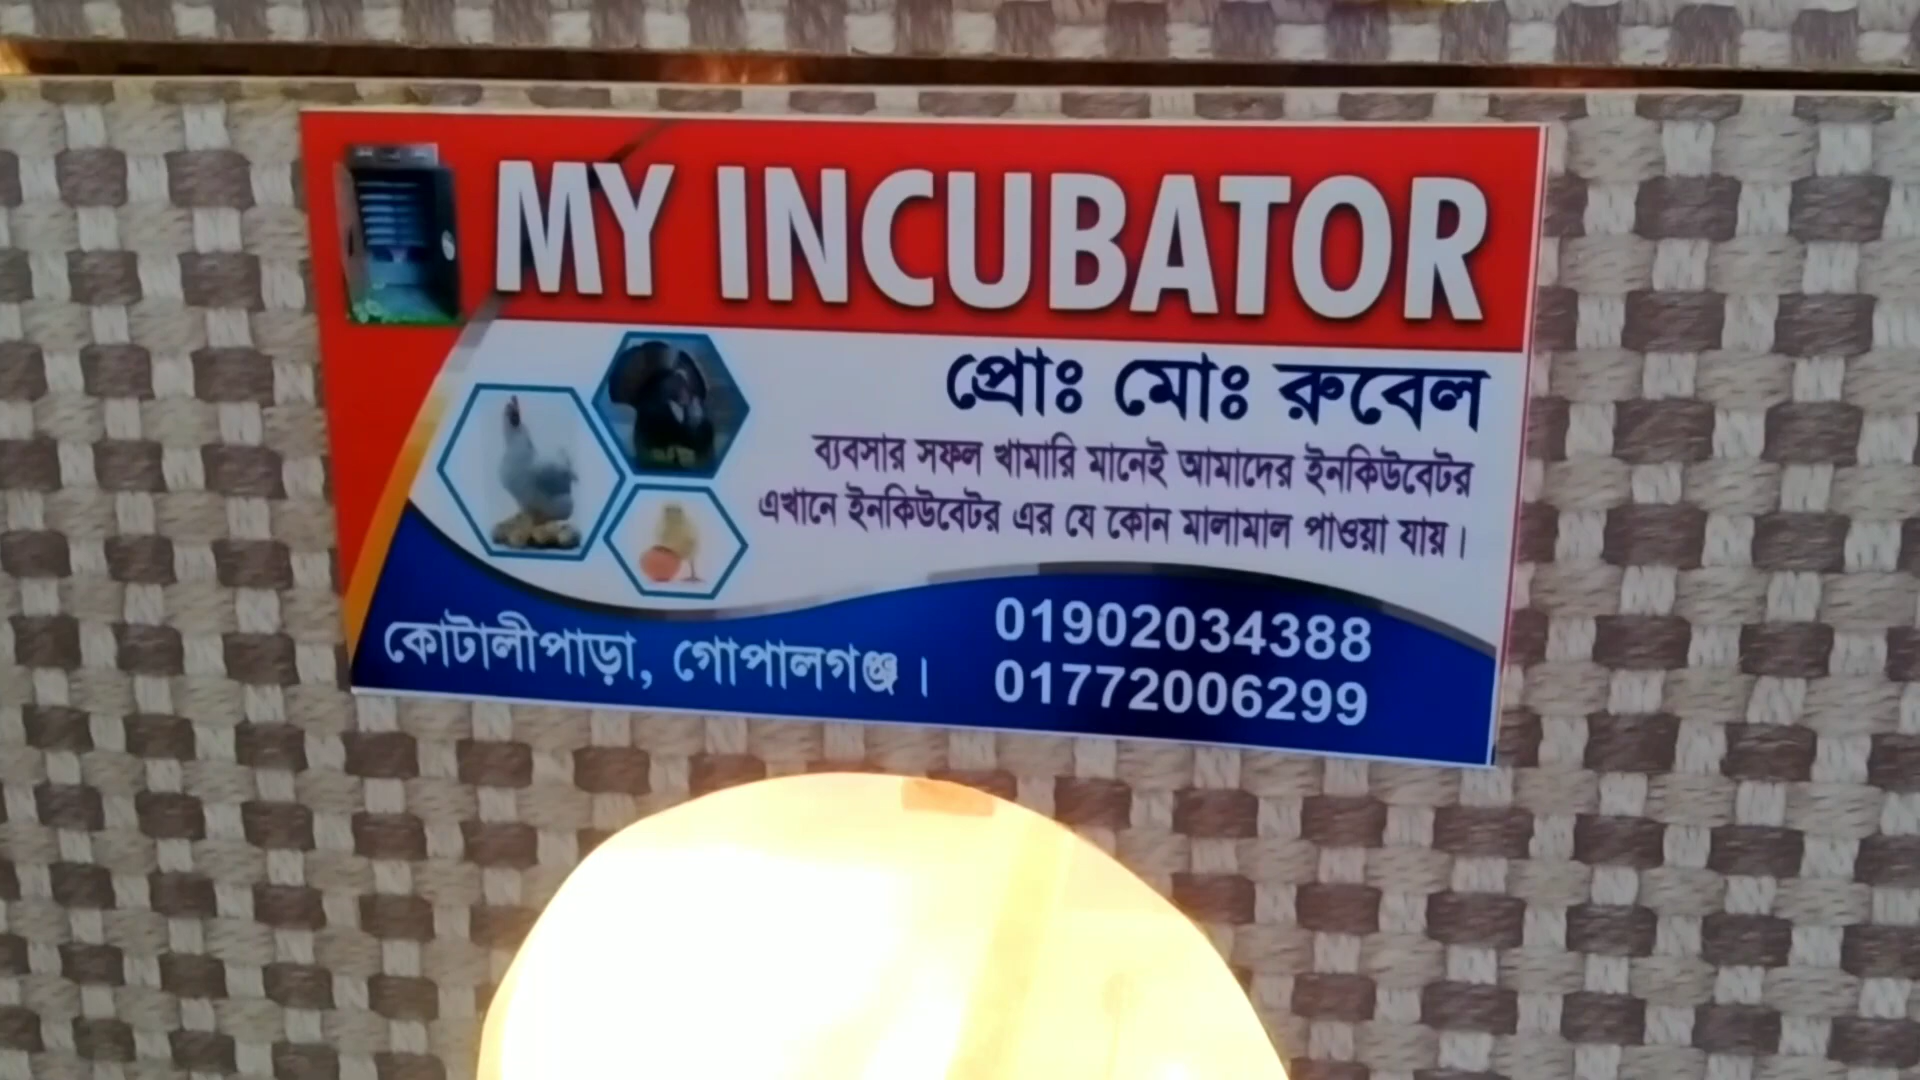 MY INCUBATOR
প্রোঃ মোঃ রুবেল
ব্যবসার সফল খামারি মানেই আমাদের ইনকিউবেটর
এখানে ইনকিউবেটর এর যে কোন মালামাল পাওয়া যায়।
কোটালীপাড়া, গোপালগঞ্জ।
01902034388
01772006299